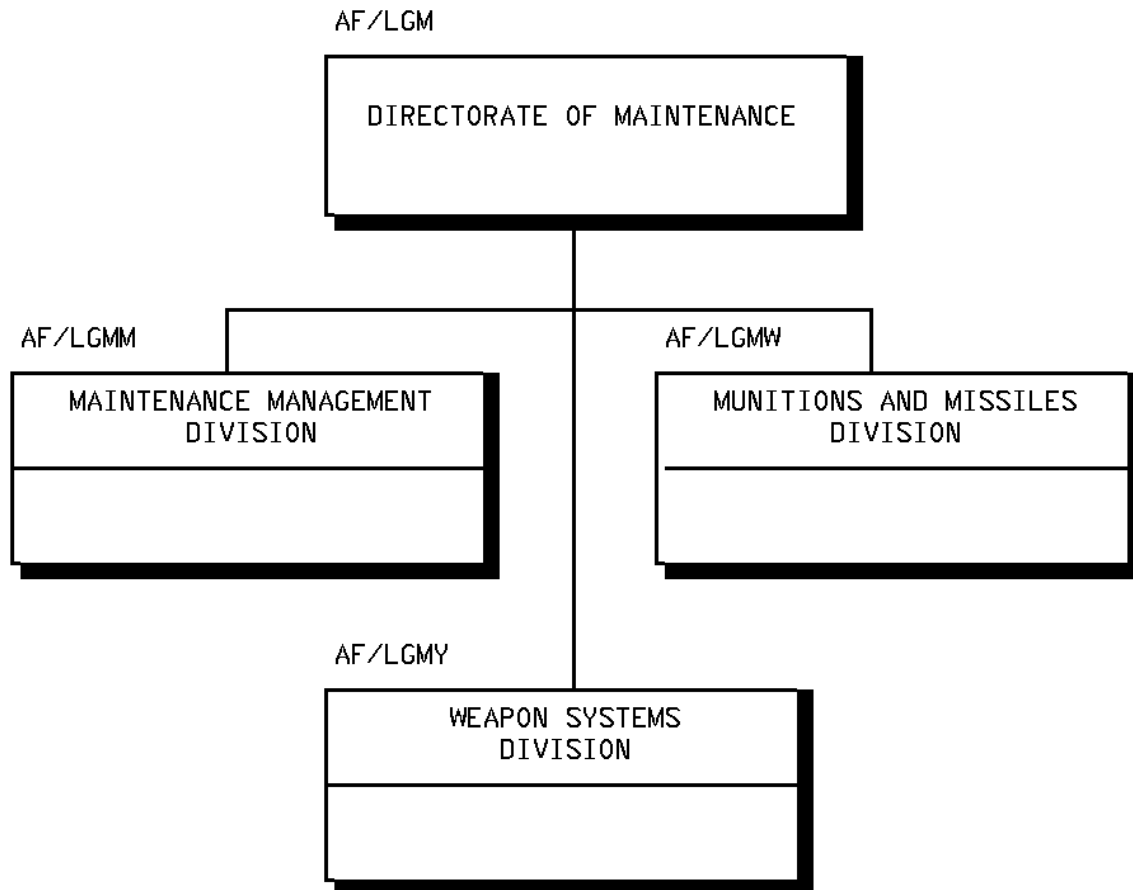 AF/LGM
DIRECTORATE OF MAINTENANCE
AF/LGMM
MAINTENANCE MANAGEMENT
DIVISION
AF/LGMW
MUNITIONS AND MISSILES
DIVISION
AF/LGMY
WEAPON SYSTEMS
DIVISION